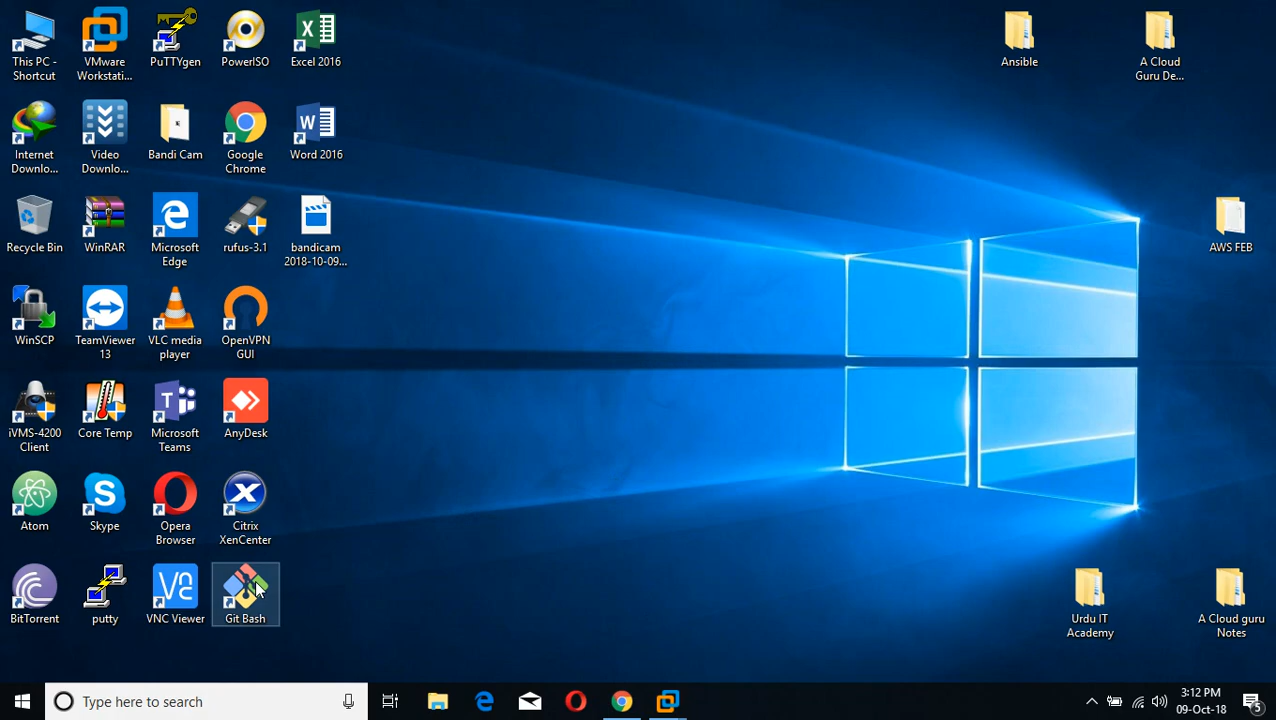 This PC -
Shortcut
VMware
Workstati...
PuTTYgen
PowerISO
Excel 2016
Ansible
A Cloud
Guru De...
Internet
Downlo...
Video
Downlo...
Bandi Cam
Google
Chrome
Word 2016
Recycle Bin
WinRAR
Microsoft
Edge
rufus-3.1
bandicam
2018-10-09...
AWS FEB
WinSCP
TeamViewer
13
VLC media
player
OpenVPN
GUI
iVMS-4200
Client
Core Temp
Microsoft
Teams
AnyDesk
Atom
Skype
Opera
Browser
Citrix
XenCenter
BitTorrent
putty
VNC Viewer
Git Bash
Urdu IT
Academy
A Cloud guru
Notes
Type here to search
3:12 PM
09-Oct-18
5